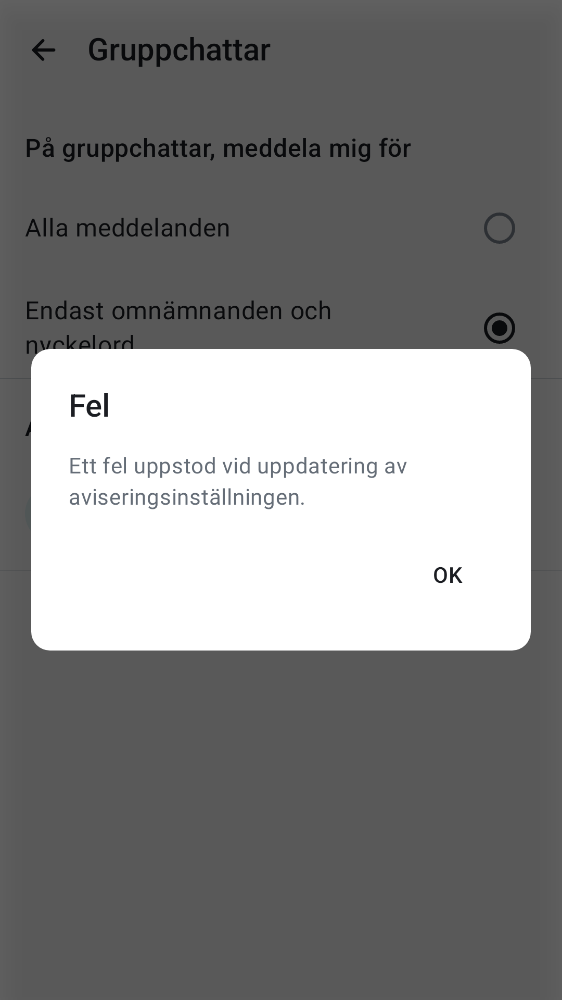 Gruppchattar
På gruppchattar, meddela mig för
Alla meddelanden
Endast omnämnanden och
nyckelord
Fel
Ett fel uppstod vid uppdatering av
aviseringsinställningen.
OK